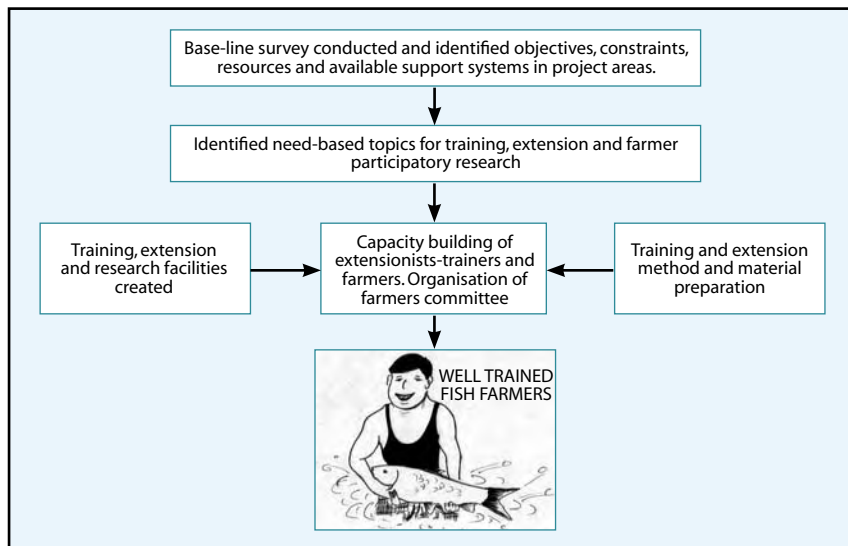 Base-line survey conducted and identified objectives, constraints,
resources and available support systems in project areas.
Identified need-based topics for training, extension and farmer
participatory research
Training, extension
and research facilities
created
Capacity building of
extensionists-trainers and
farmers. Organisation of
farmers committee
Training and extension
method and material
preparation
WELL TRAINED
FISH FARMERS